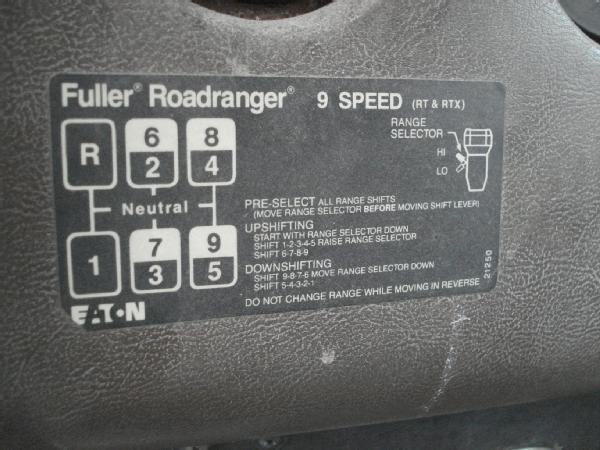 Fuller® Roadranger® 9 SPEED (RT & RTX)
R 6 8
2 4
Neutral
1 7 9
3 5
RANGE
SELECTOR
HI
LO
PRE-SELECT ALL RANGE SHIFTS
(MOVE RANGE SELECTOR BEFORE MOVING SHIFT LEVER)
UPSHIFTING
START WITH RANGE SELECTOR DOWN
SHIFT 1-2-3-4-5 RAISE RANGE SELECTOR
SHIFT 6-7-8-9
DOWNSHIFTING
SHIFT 9-8-7-6 MOVE RANGE SELECTOR DOWN
SHIFT 5-4-3-2-1
DO NOT CHANGE RANGE WHILE MOVING IN REVERSE
21250
EATON